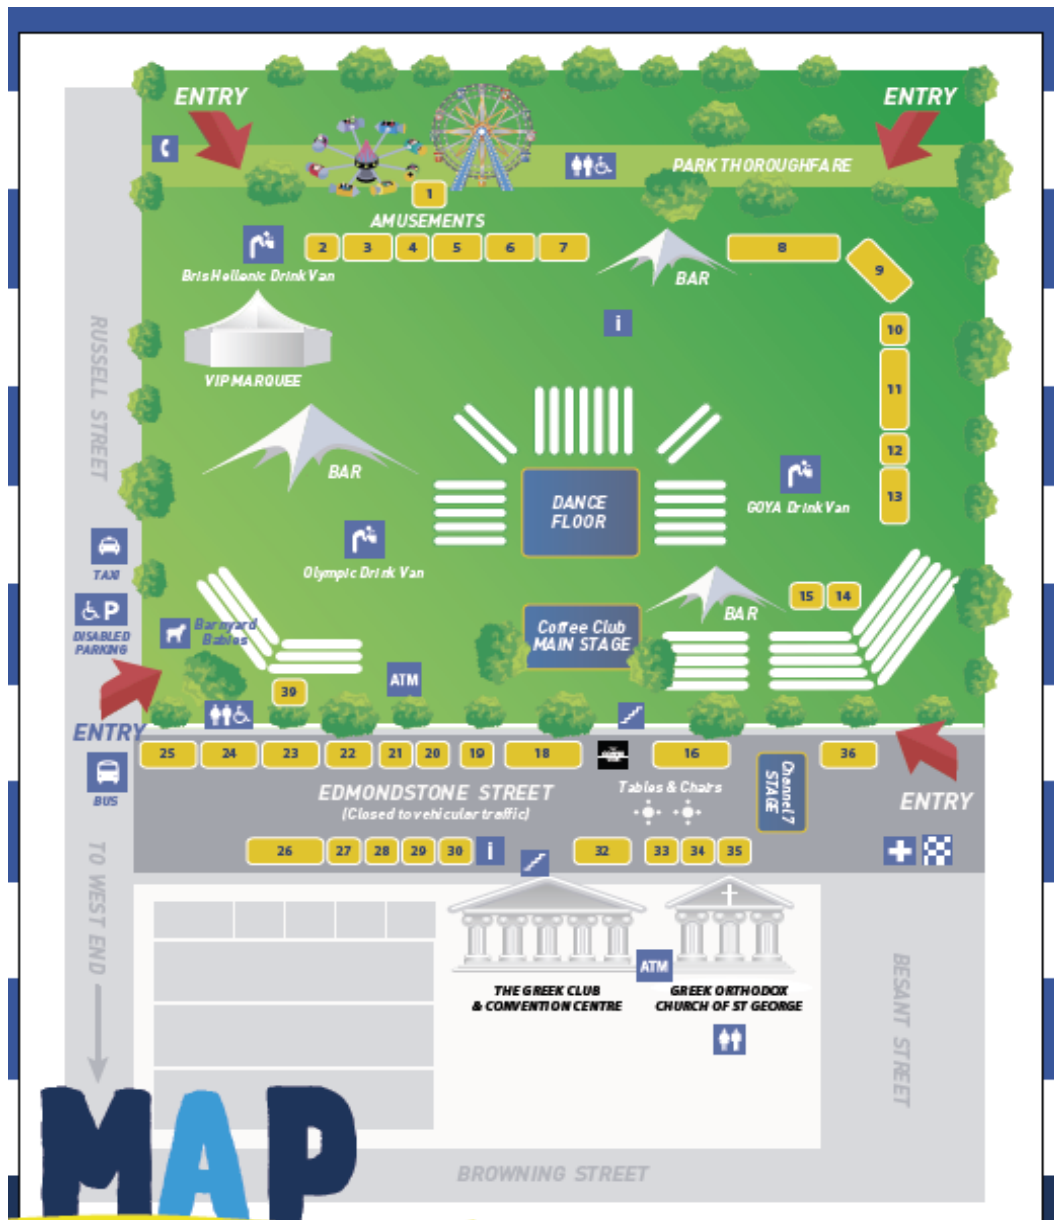 ENTRY
ENTRY
PARK THOROUGHFARE
1
AMUSEMENTS
2 3 4 5 6 7
8
BrisHellenic Drink Van
BAR
9
i
10
RUSSELL STREET
VIP MARQUEE
11
BAR
12
GOYA Drink Van
13
DANCE
FLOOR
Olympic Drink Van
TAXI
P
DISABLED
PARKING
Barnyard
Babies
15 14
BAR
Coffee Club
MAIN STAGE
39
ATM
ENTRY
25 24 23 22 21 20 19 18 16 36
BUS
EDMONDSTONE STREET
(Closed to vehicular traffic)
Tables & Chairs
Channel 7
STAGE
ENTRY
26 27 28 29 30 i 32 33 34 35
TO WEST END
ATM
THE GREEK CLUB
& CONVENTION CENTRE
GREEK ORTHODOX
CHURCH OF ST GEORGE
BESANT STREET
BROWNING STREET
MAP